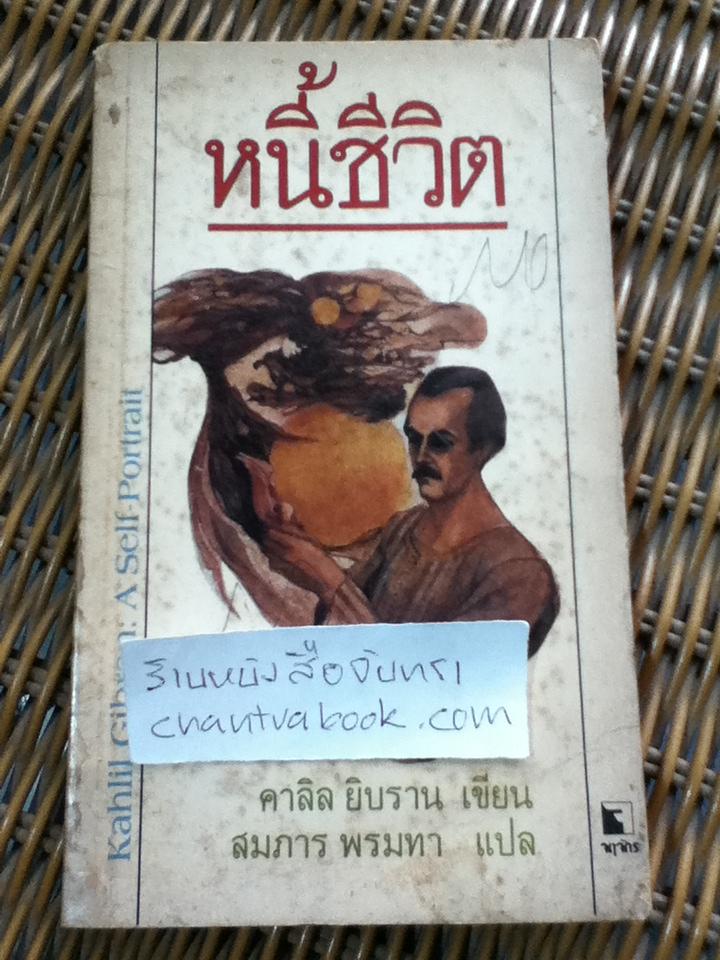 หนี้ชีวิต
Kahlil Gibran: A Self-Portrait
ร้านหนังสือจันทรา
chantrabook.com
คาลิล ยิบราน เขียน
สมภาร พรมทา แปล